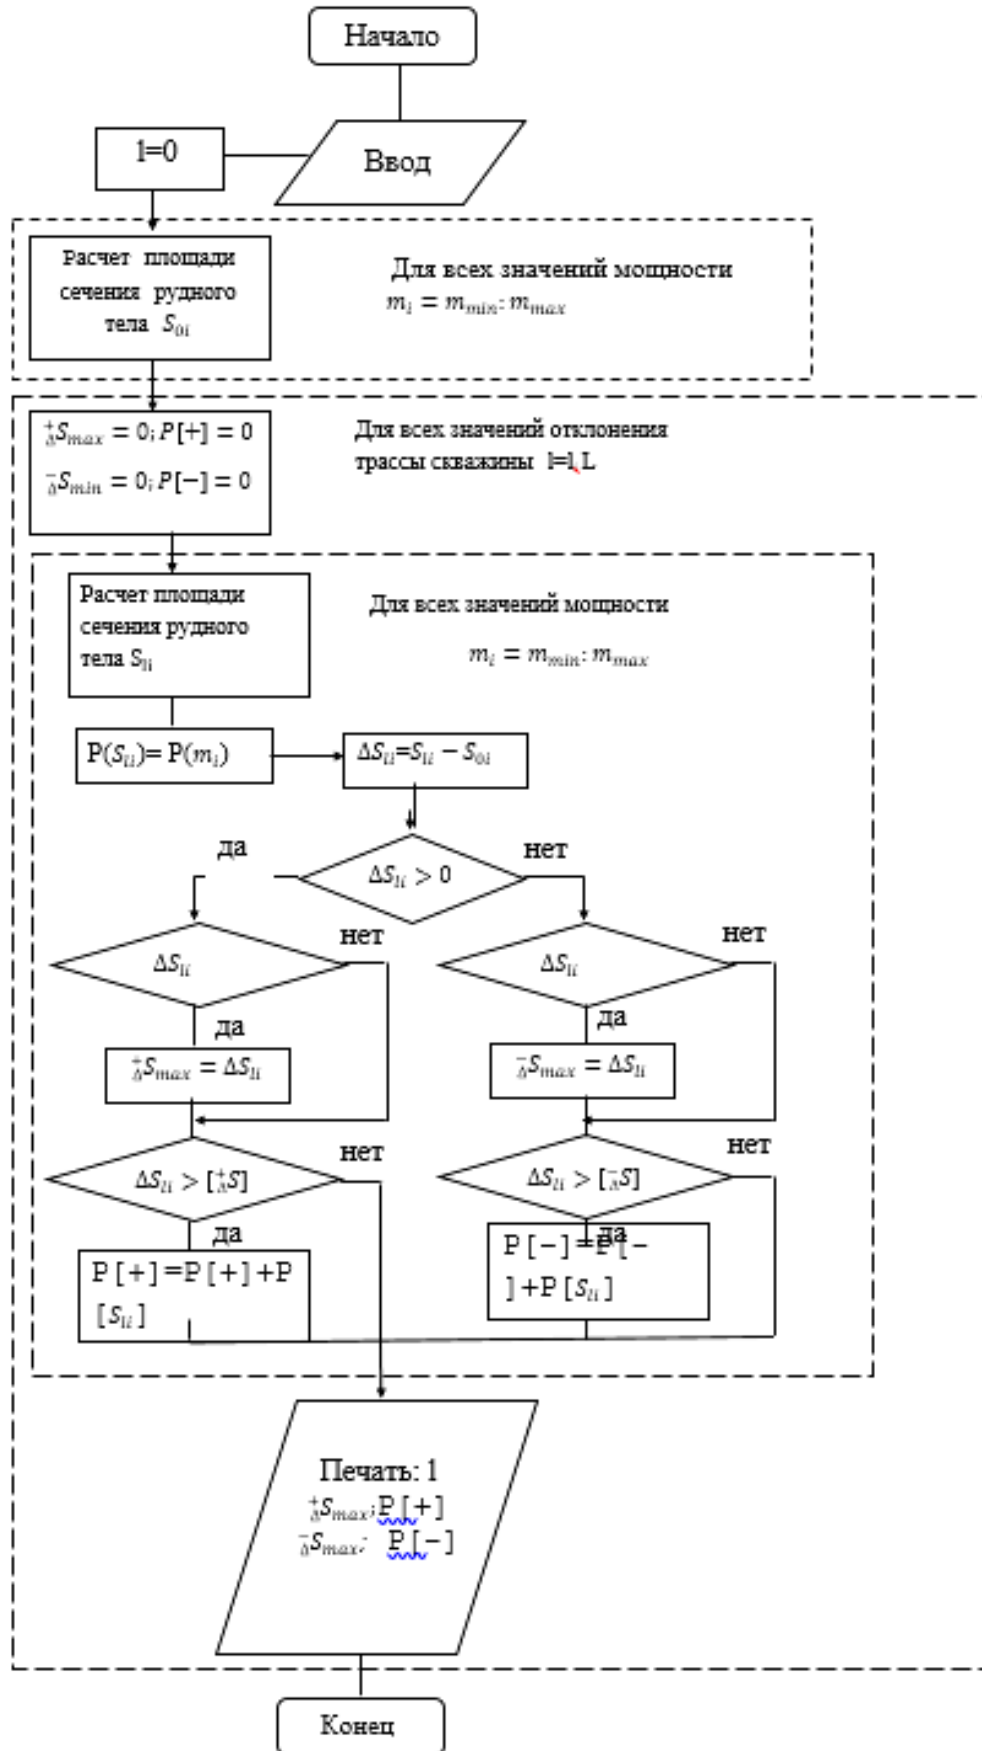 Начало
Ввод
l=0
Расчет площади
сечения рудного
тела S₀ᵢ
Для всех значений мощности
mᵢ = mₘᵢₙ: mₘₐₓ
⁺ΔSₘₐₓ = 0; P[+] = 0
⁻ΔSₘᵢₙ = 0; P[−] = 0
Для всех значений отклонения
трассы скважины l=l, L
Расчет площади
сечения рудного
тела Sₗᵢ
Для всех значений мощности
mᵢ = mₘᵢₙ: mₘₐₓ
P(Sₗᵢ)= P(mᵢ)
ΔSₗᵢ=Sₗᵢ − S₀ᵢ
да
ΔSₗᵢ > 0
нет
ΔSₗᵢ
нет
ΔSₗᵢ
нет
да
да
⁺ΔSₘₐₓ = ΔSₗᵢ
⁻ΔSₘₐₓ = ΔSₗᵢ
ΔSₗᵢ > [⁺ΔS]
нет
ΔSₗᵢ > [⁻ΔS]
нет
да
да
P[+]=P[+]+P
[Sₗᵢ]
P[−]=P[−
]+P[Sₗᵢ]
Печать: l
⁺ΔSₘₐₓ; P[+]
⁻ΔSₘₐₓ; P[−]
Конец